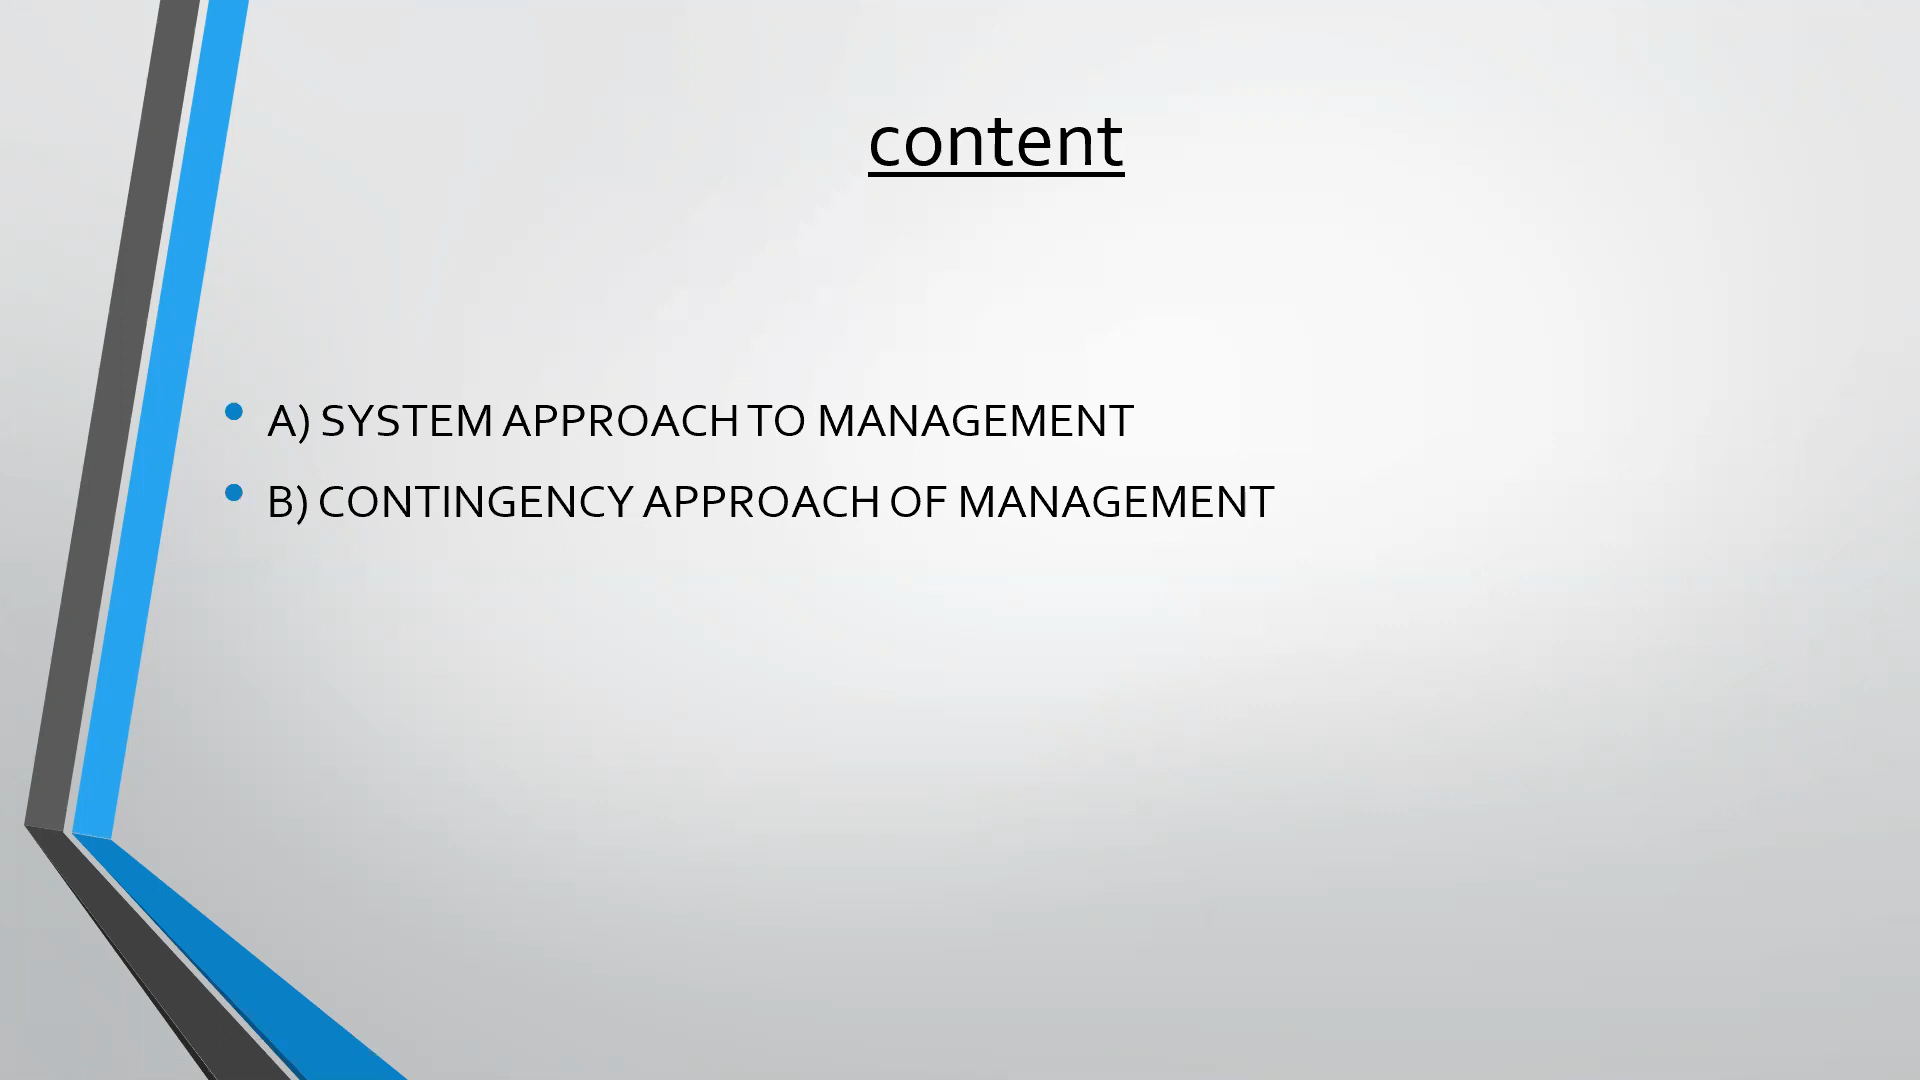 content
• A) SYSTEM APPROACH TO MANAGEMENT
• B) CONTINGENCY APPROACH OF MANAGEMENT